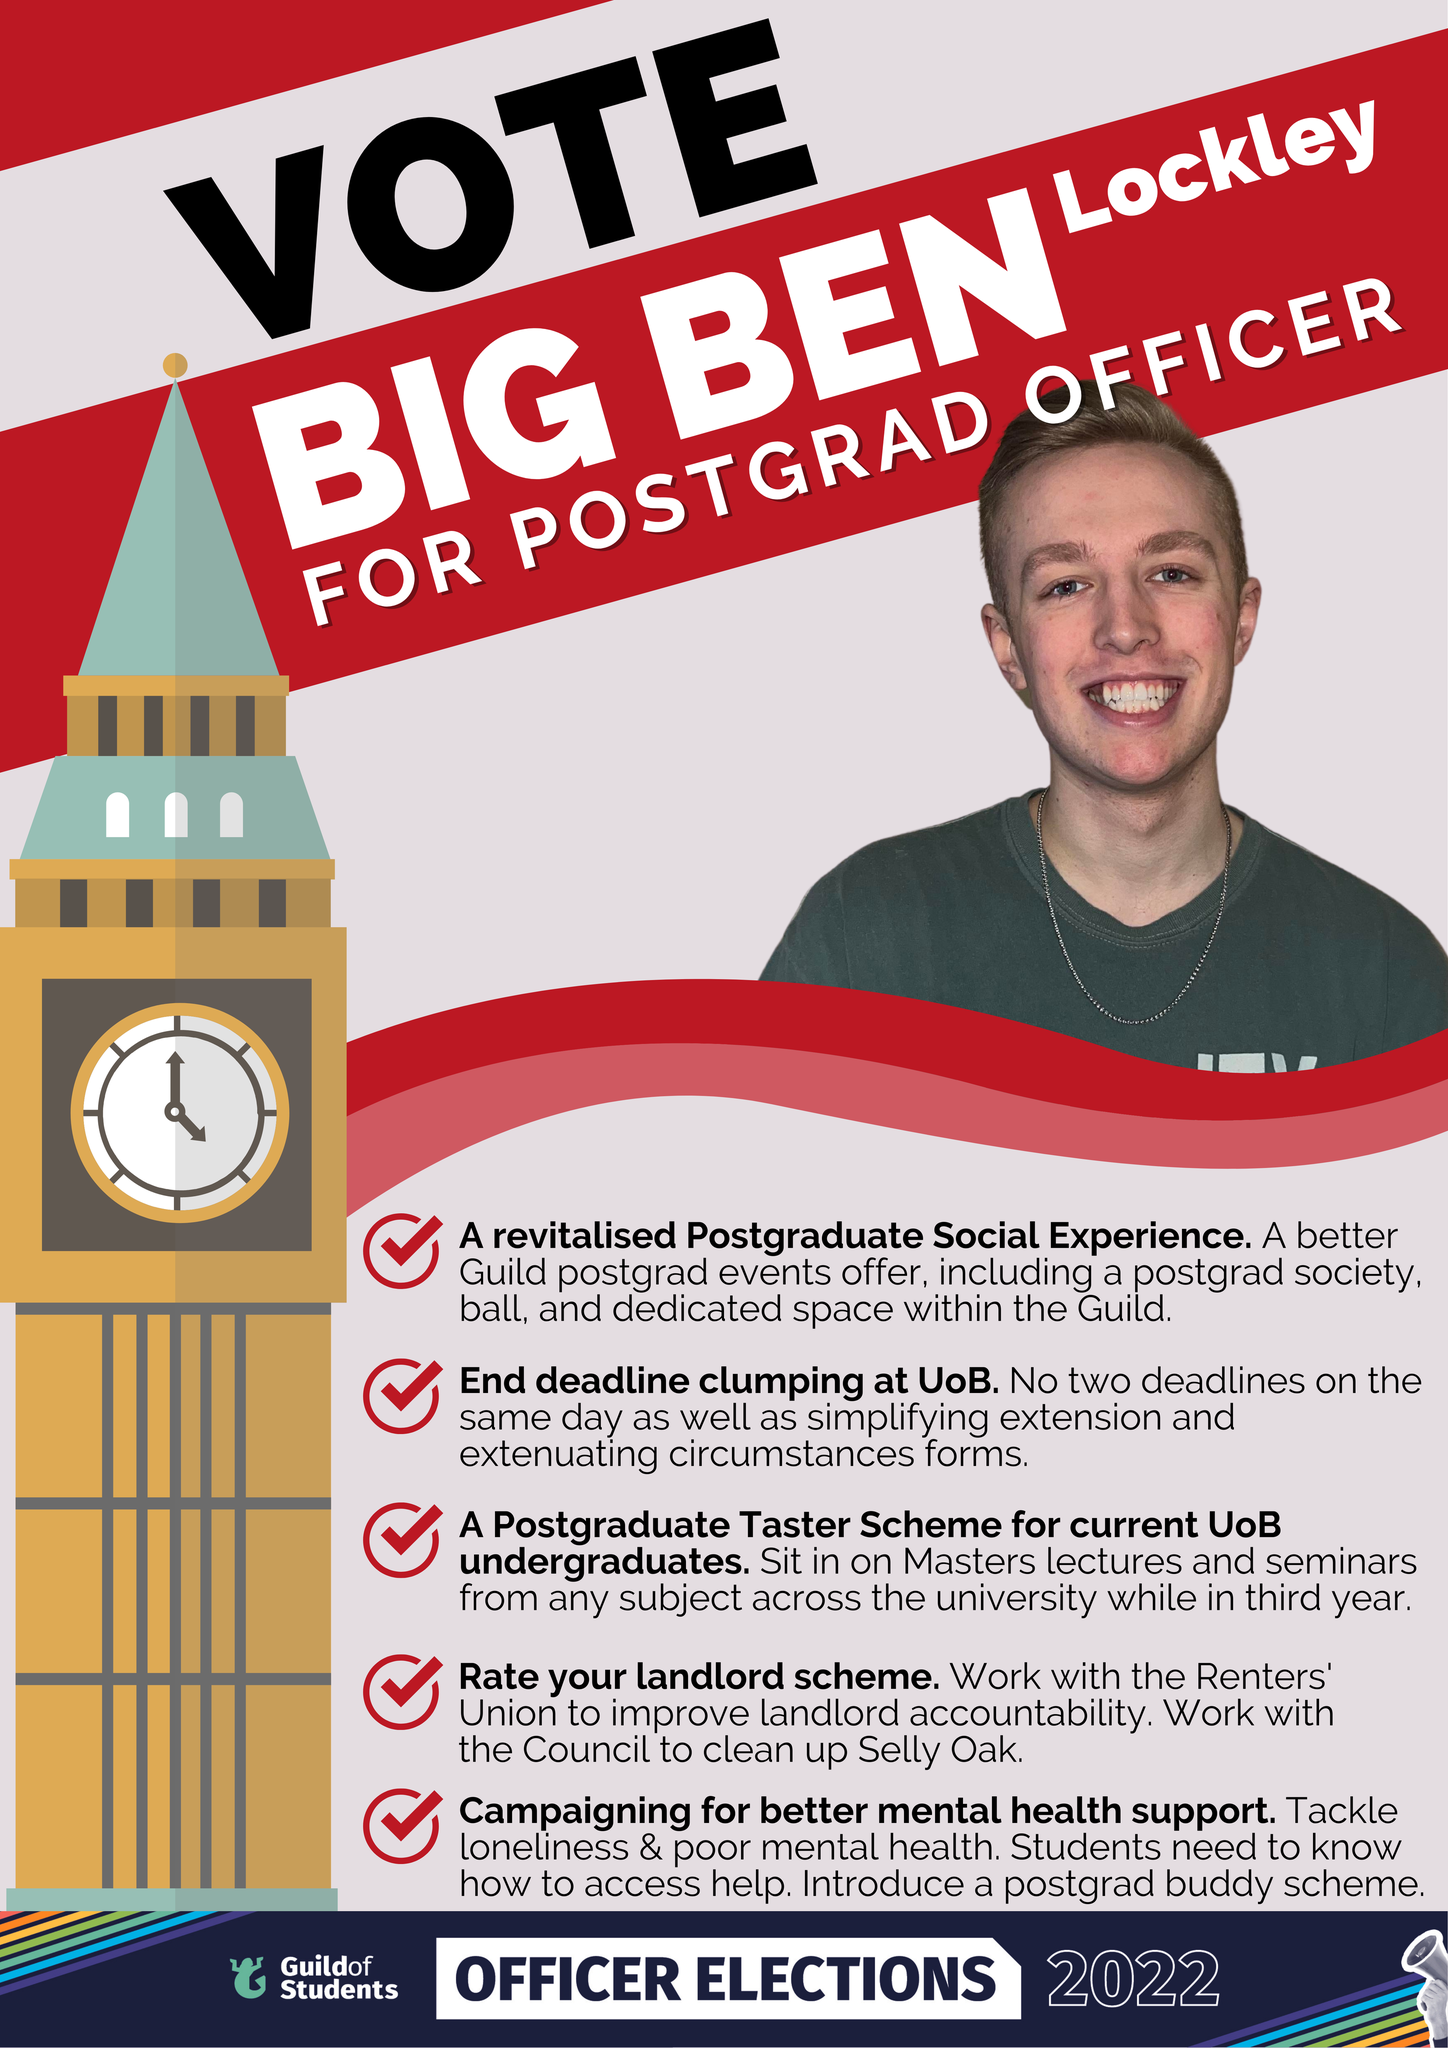 VOTE
BIG BEN Lockley
FOR POSTGRAD OFFICER
A revitalised Postgraduate Social Experience. A better
Guild postgrad events offer, including a postgrad society,
ball, and dedicated space within the Guild.
End deadline clumping at UoB. No two deadlines on the
same day as well as simplifying extension and
extenuating circumstances forms.
A Postgraduate Taster Scheme for current UoB
undergraduates. Sit in on Masters lectures and seminars
from any subject across the university while in third year.
Rate your landlord scheme. Work with the Renters'
Union to improve landlord accountability. Work with
the Council to clean up Selly Oak.
Campaigning for better mental health support. Tackle
loneliness & poor mental health. Students need to know
how to access help. Introduce a postgrad buddy scheme.
Guildof
Students
OFFICER ELECTIONS 2022